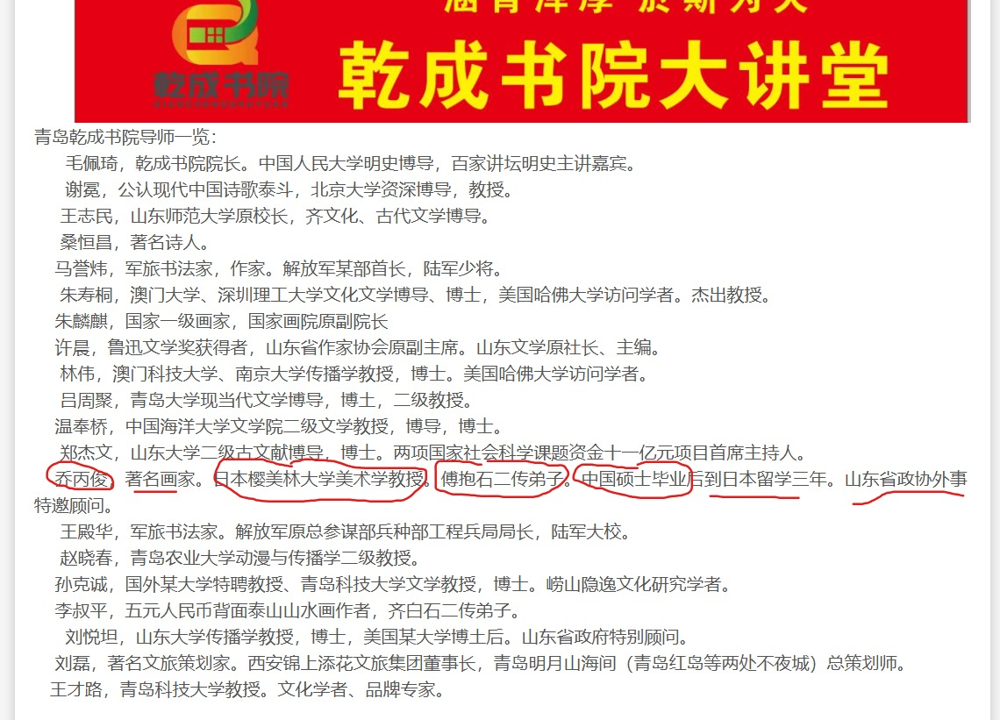 涵育泽厚 於斯为大
乾成书院
乾成书院大讲堂
青岛乾成书院导师一览：
毛佩琦，乾成书院院长。中国人民大学明史博导，百家讲坛明史主讲嘉宾。
谢冕，公认现代中国诗歌泰斗，北京大学资深博导，教授。
王志民，山东师范大学原校长，齐文化、古代文学博导。
桑恒昌，著名诗人。
马誉炜，军旅书法家，作家。解放军某部首长，陆军少将。
朱寿桐，澳门大学、深圳理工大学文化文学博导、博士，美国哈佛大学访问学者。杰出教授。
朱麟麒，国家一级画家，国家画院原副院长
许晨，鲁迅文学奖获得者，山东省作家协会原副主席。山东文学原社长、主编。
林伟，澳门科技大学、南京大学传播学教授，博士。美国哈佛大学访问学者。
吕周聚，青岛大学现当代文学博导，博士，二级教授。
温奉桥，中国海洋大学文学院二级文学教授，博导，博士。
郑杰文，山东大学二级古文献博导，博士。两项国家社会科学课题资金十一亿元项目首席主持人。
乔丙俊，著名画家。日本樱美林大学美术学教授。傅抱石二传弟子。中国硕士毕业后到日本留学三年。山东省政协外事
特邀顾问。
王殿华，军旅书法家。解放军原总参谋部兵种部工程兵局局长，陆军大校。
赵晓春，青岛农业大学动漫与传播学二级教授。
孙克诚，国外某大学特聘教授、青岛科技大学文学教授，博士。崂山隐逸文化研究学者。
李叔平，五元人民币背面泰山山水画作者，齐白石二传弟子。
刘悦坦，山东大学传播学教授，博士，美国某大学博士后。山东省政府特别顾问。
刘磊，著名文旅策划家。西安锦上添花文旅集团董事长，青岛明月山海间（青岛红岛等两处不夜城）总策划师。
王才路，青岛科技大学教授。文化学者、品牌专家。